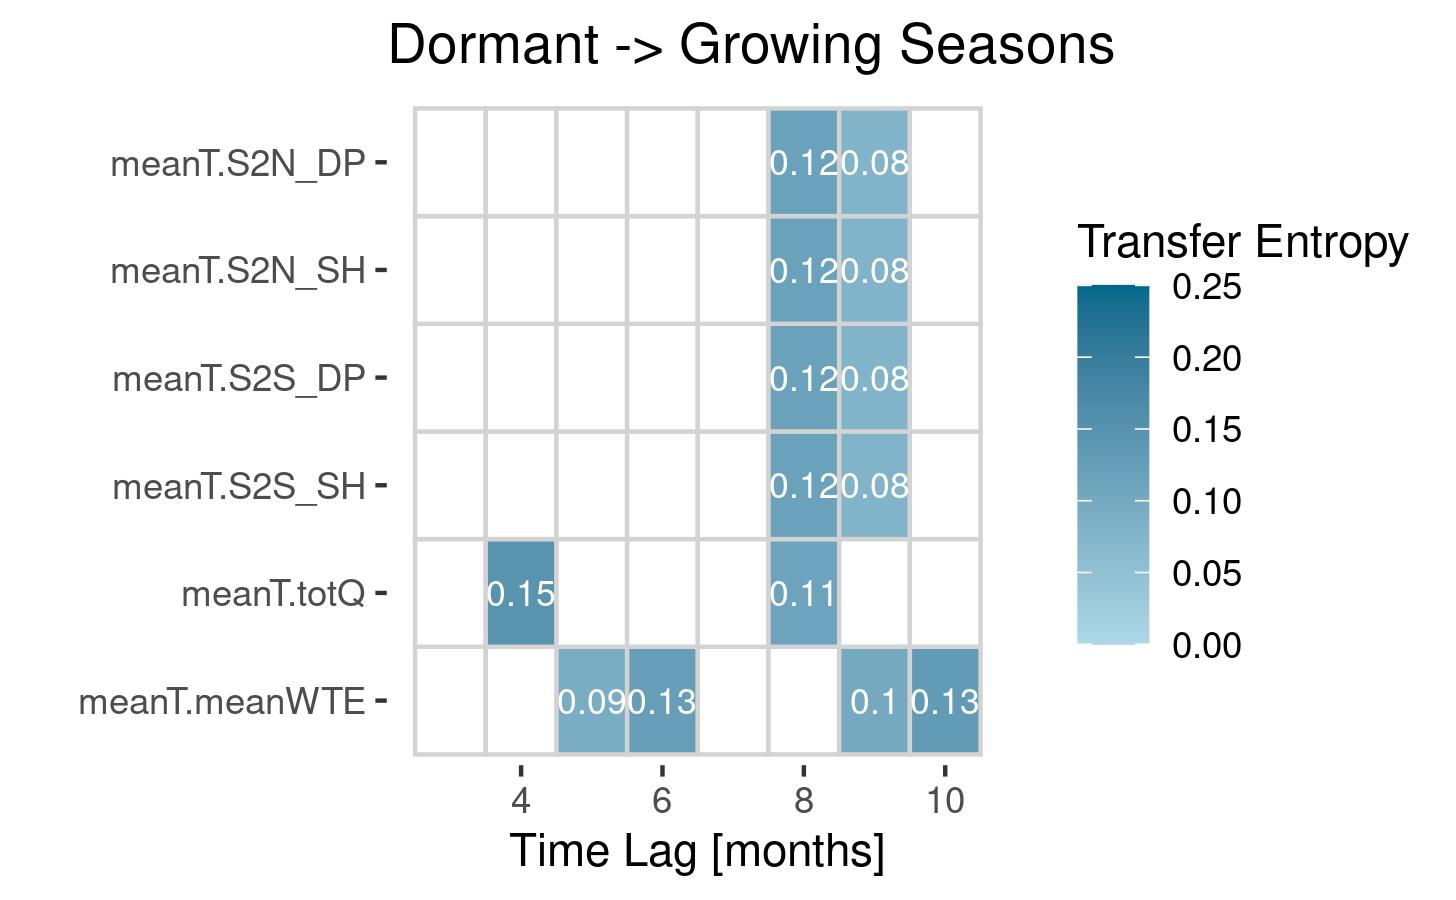 Dormant -> Growing Seasons
meanT.S2N_DP
0.12 0.08
meanT.S2N_SH
0.12 0.08
meanT.S2S_DP
0.12 0.08
meanT.S2S_SH
0.12 0.08
meanT.totQ
0.15 0.11
meanT.meanWTE
0.09 0.13 0.1 0.13
4 6 8 10
Time Lag [months]
Transfer Entropy
0.25
0.20
0.15
0.10
0.05
0.00